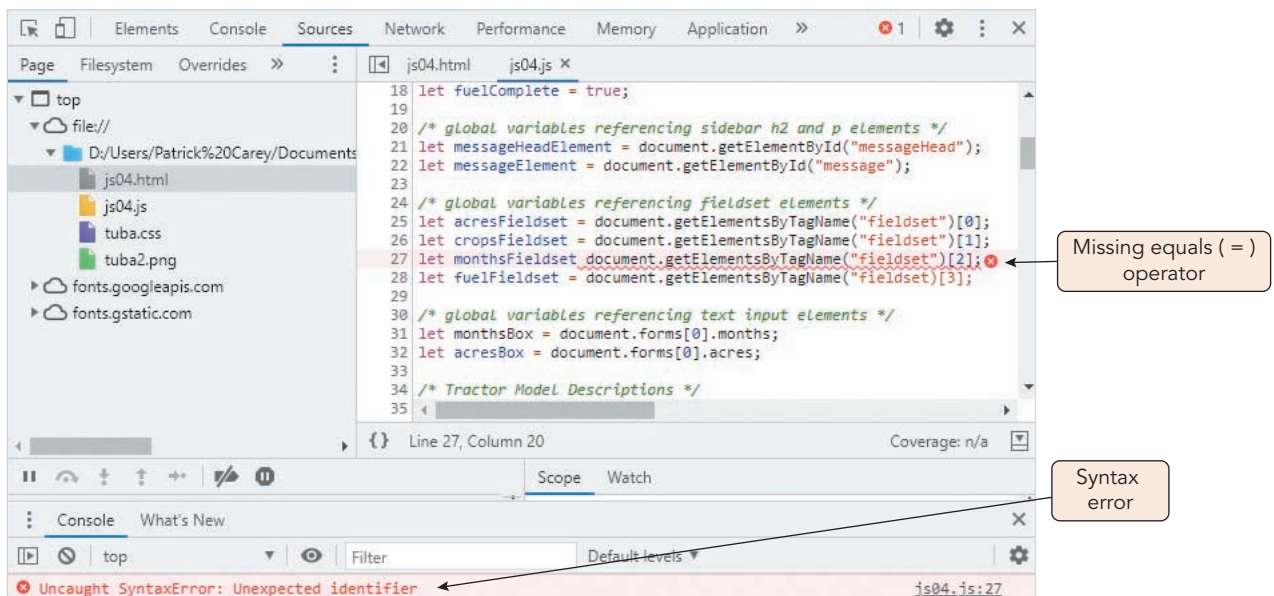 Elements Console Sources Network Performance Memory Application » 1
Page Filesystem Overrides » js04.html js04.js ×
top
file://
D:/Users/Patrick%20Carey/Documents
js04.html
js04.js
tuba.css
tuba2.png
fonts.googleapis.com
fonts.gstatic.com
18 let fuelComplete = true;
19
20 /* global variables referencing sidebar h2 and p elements */
21 let messageHeadElement = document.getElementById("messageHead");
22 let messageElement = document.getElementById("message");
23
24 /* global variables referencing fieldset elements */
25 let acresFieldset = document.getElementsByTagName("fieldset")[0];
26 let cropsFieldset = document.getElementsByTagName("fieldset")[1];
27 let monthsFieldset document.getElementsByTagName("fieldset")[2];
28 let fuelFieldset = document.getElementsByTagName("fieldset)[3];
29
30 /* global variables referencing text input elements */
31 let monthsBox = document.forms[0].months;
32 let acresBox = document.forms[0].acres;
33
34 /* Tractor Model Descriptions */
35
Missing equals ( = )
operator
{} Line 27, Column 20 Coverage: n/a
Scope Watch
Syntax
error
Console What's New
top Filter Default levels
Uncaught SyntaxError: Unexpected identifier js04.js:27